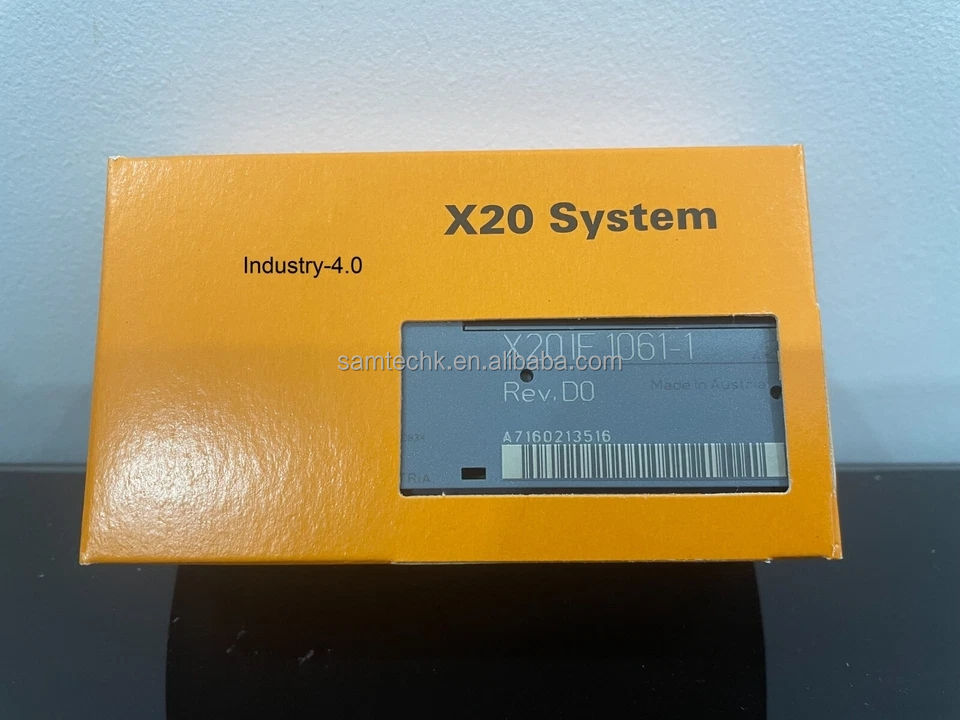 X20 System
Industry-4.0
X20IF1061-1
samtechk.en.alibaba.com
Made in Austria
Rev. D0
A7160213516